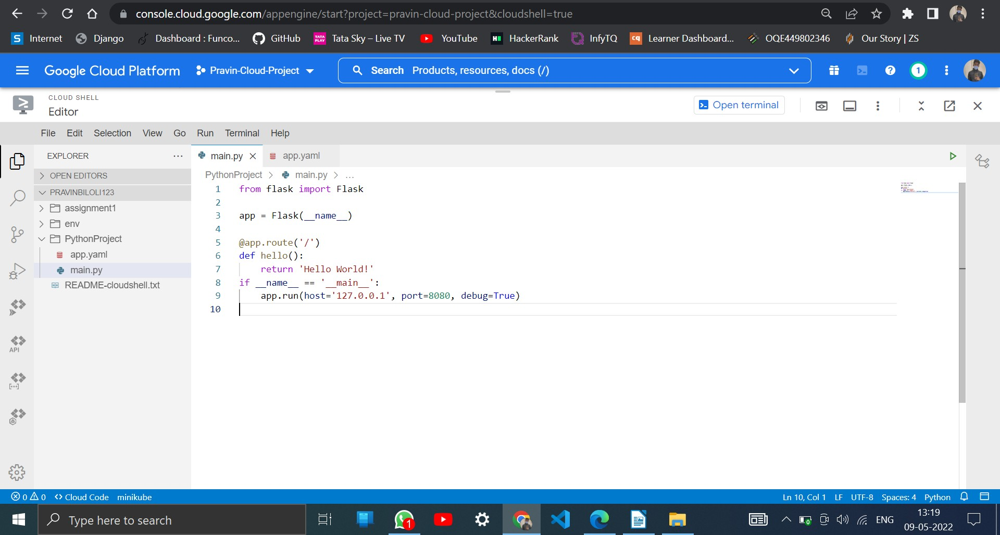 console.cloud.google.com/appengine/start?project=pravin-cloud-project&cloudshell=true
S Internet Django Dashboard : Funco... GitHub TATA PLAY Tata Sky – Live TV YouTube H HackerRank InfyTQ cq Learner Dashboard... OQE449802346 Our Story | ZS
Google Cloud Platform Pravin-Cloud-Project Search Products, resources, docs (/) ? 1
CLOUD SHELL
Editor
Open terminal
File Edit Selection View Go Run Terminal Help
EXPLORER ...
main.py app.yaml
OPEN EDITORS
PythonProject > main.py > ...
PRAVINBILOLI123
assignment1
env
PythonProject
app.yaml
main.py
README-cloudshell.txt
1 from flask import Flask
2
3 app = Flask(__name__)
4
5 @app.route('/')
6 def hello():
7 return 'Hello World!'
8 if __name__ == '__main__':
9 app.run(host='127.0.0.1', port=8080, debug=True)
10
API
0 0 <> Cloud Code minikube Ln 10, Col 1 LF UTF-8 Spaces: 4 Python
Type here to search 1 ENG
13:19
09-05-2022